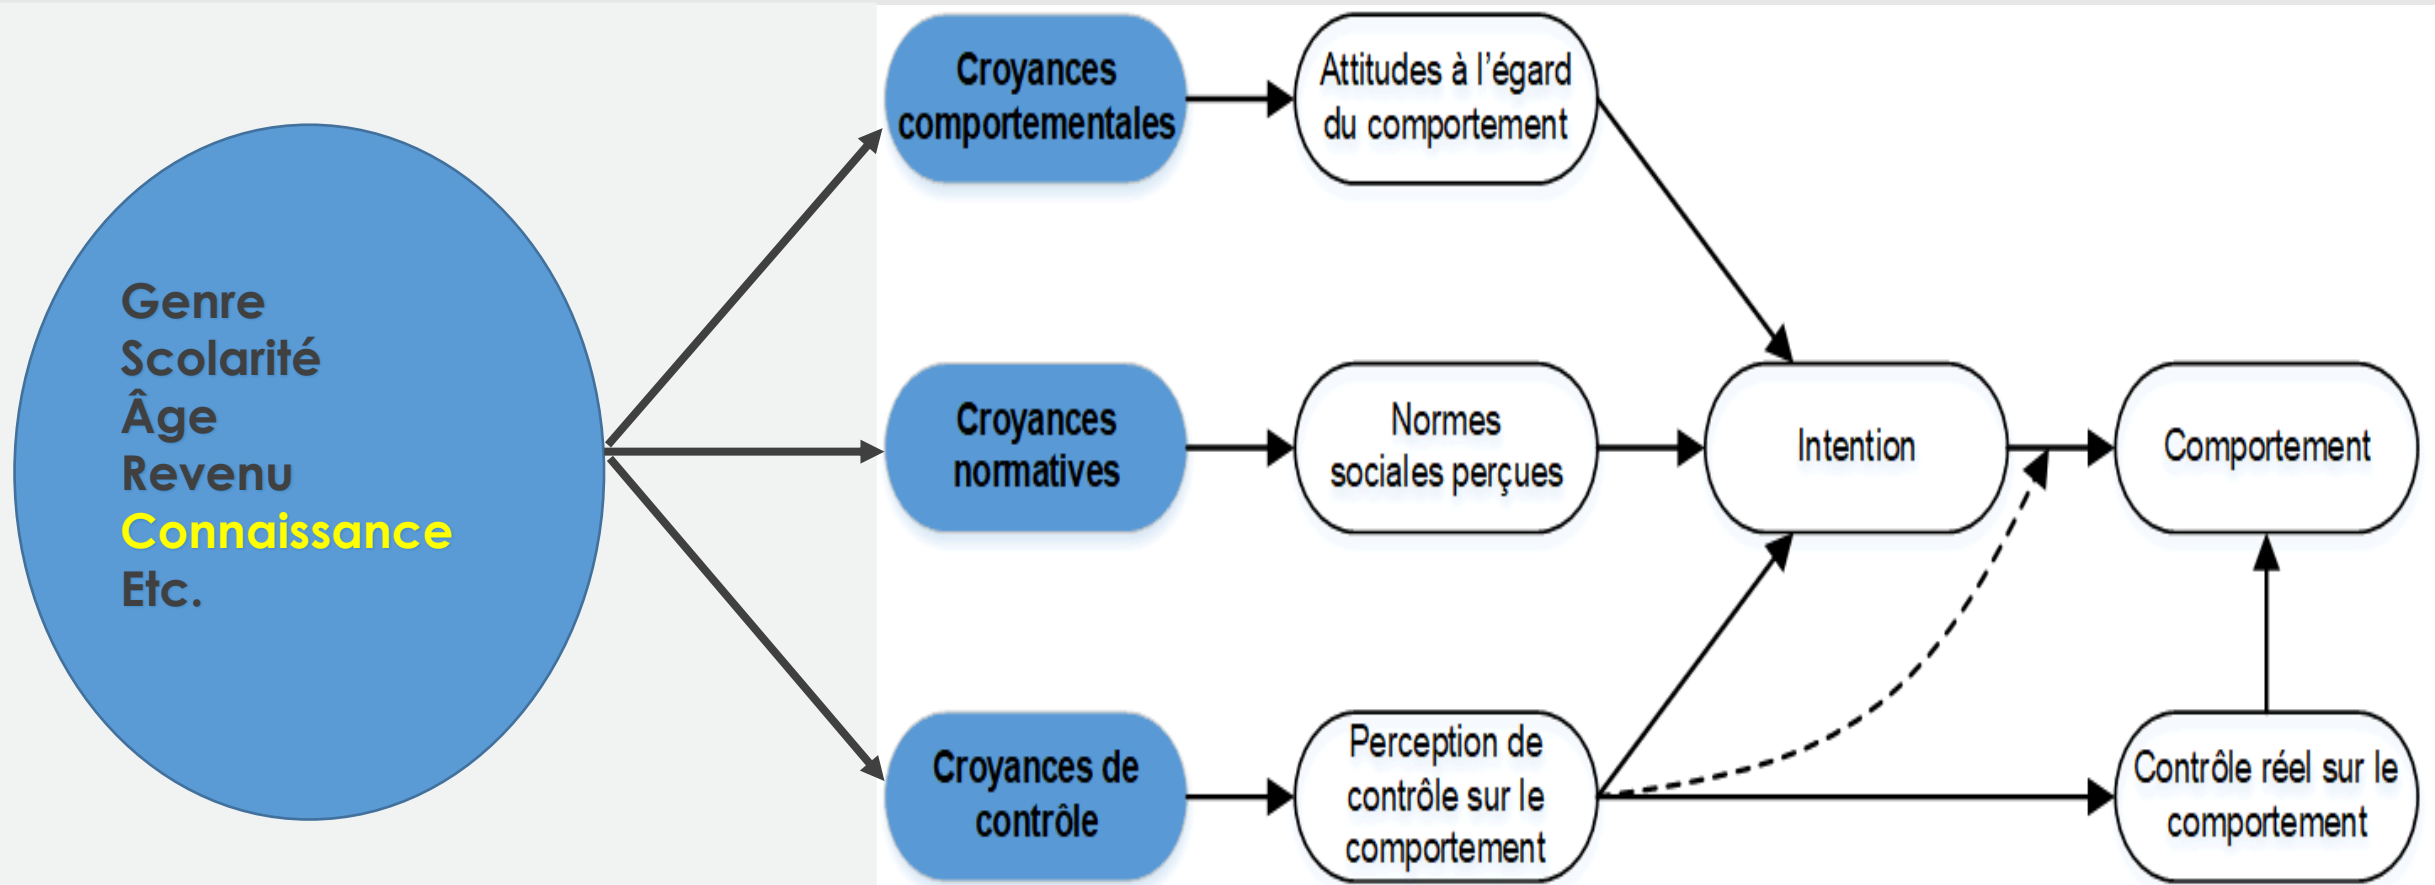 Genre
Scolarité
Âge
Revenu
Connaissance
Etc.
Croyances
comportementales
Attitudes à l'égard
du comportement
Croyances
normatives
Normes
sociales perçues
Intention
Comportement
Croyances de
contrôle
Perception de
contrôle sur le
comportement
Contrôle réel sur le
comportement